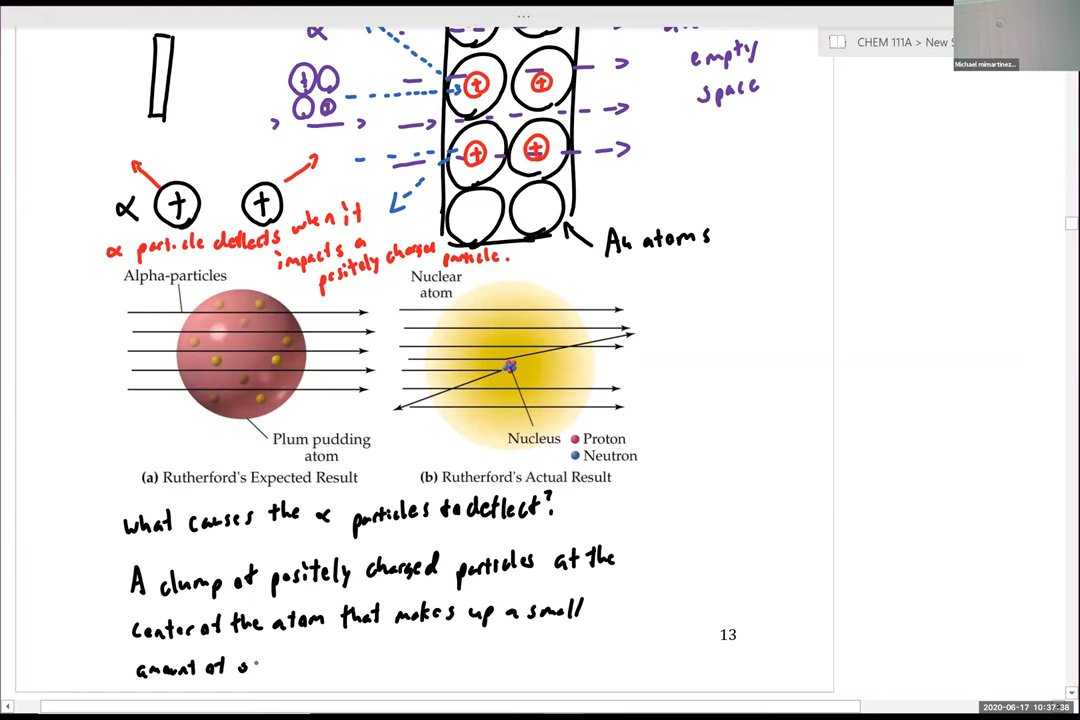 CHEM 111A > New S
Michael mimartinez...
α
empty
space
+
+
+
+
+
+
α
+
+
α particle deflects when it
impacts a
positely charged particle.
Au atoms
Alpha-particles
Nuclear
atom
Plum pudding
atom
Nucleus Proton
Neutron
(a) Rutherford's Expected Result
(b) Rutherford's Actual Result
What causes the α particles to deflect?
A clump of positely charged particles at the
center of the atom that makes up a small
amount of
13
2020-06-17 10:37:38